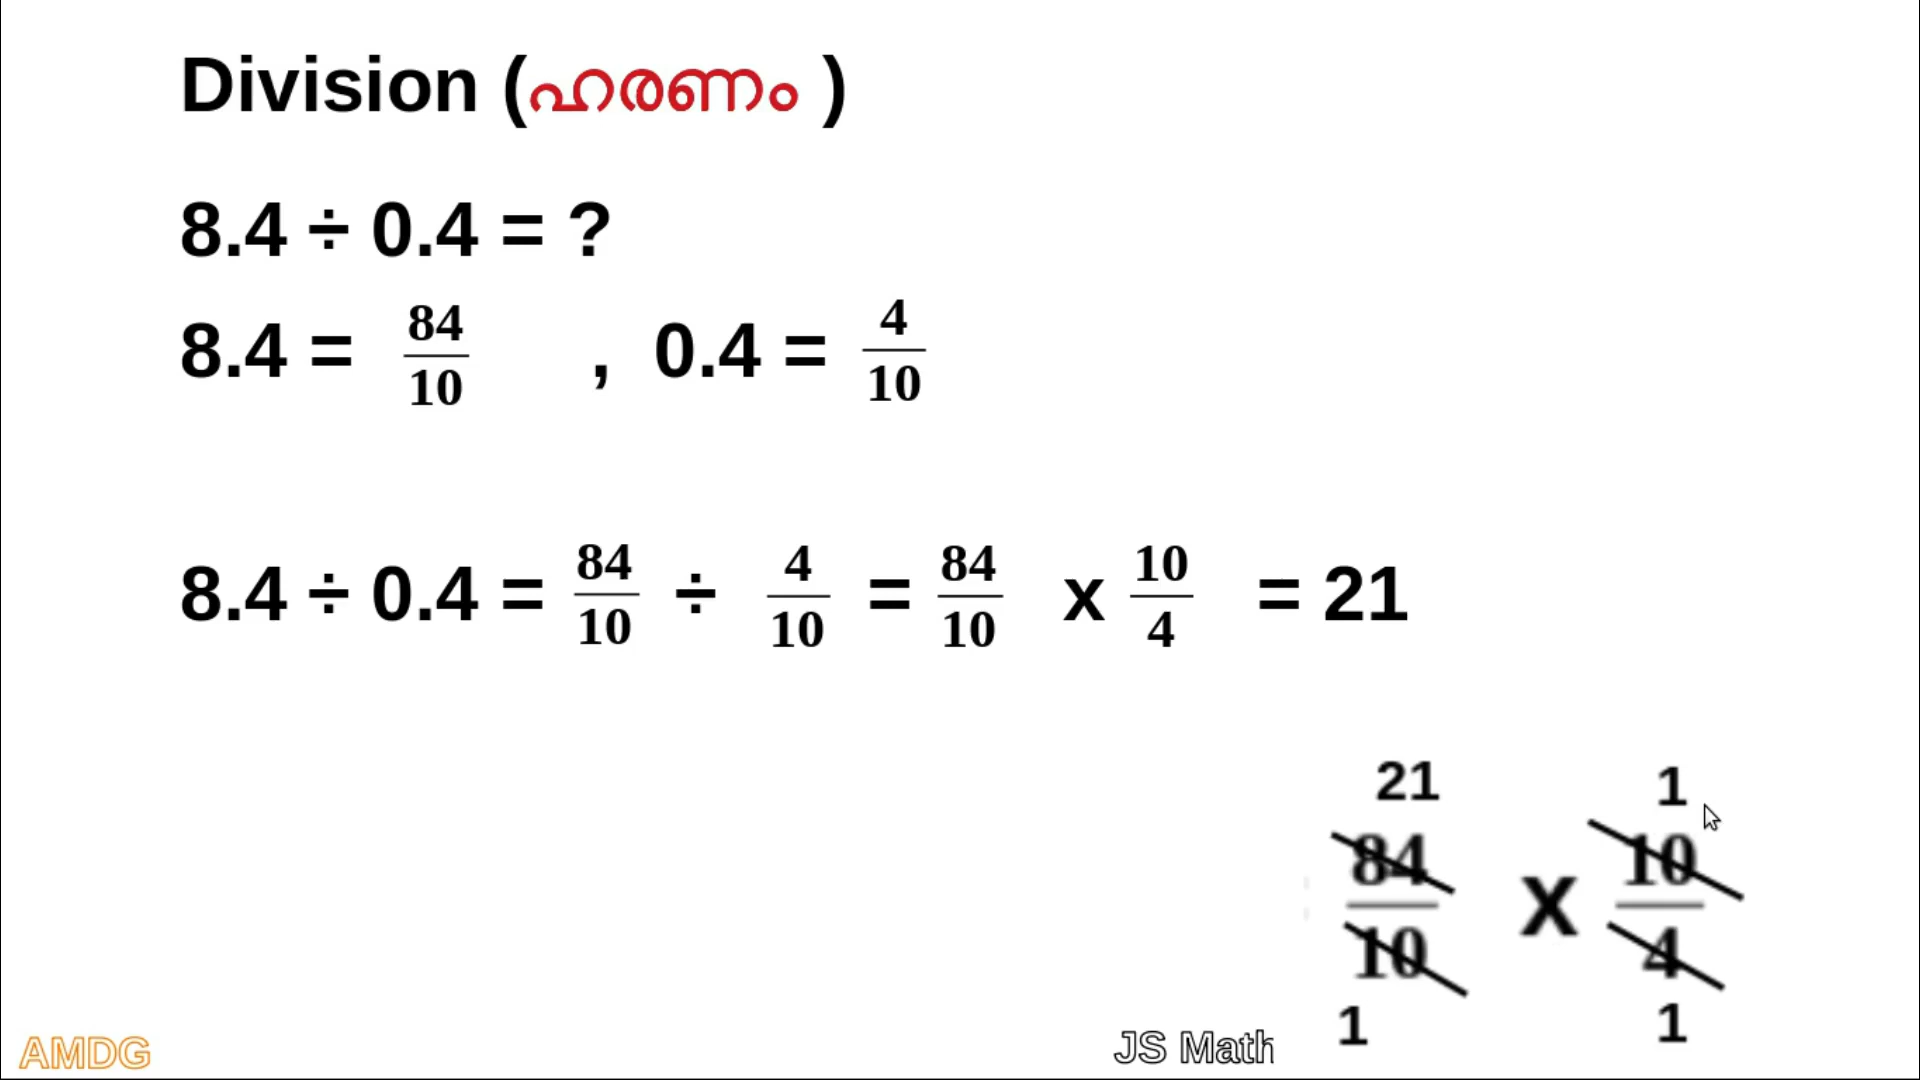 Division (ഹരണം )
8.4 ÷ 0.4 = ?
8.4 = 84/10 , 0.4 = 4/10
8.4 ÷ 0.4 = 84/10 ÷ 4/10 = 84/10 x 10/4 = 21
21 1
84/10 x 10/4
1 1
AMDG
JS Math